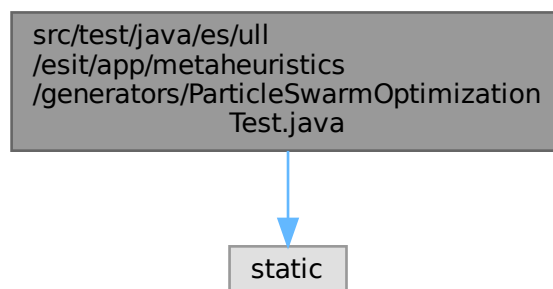 src/test/java/es/ull
/esit/app/metaheuristics
/generators/ParticleSwarmOptimization
Test.java
static